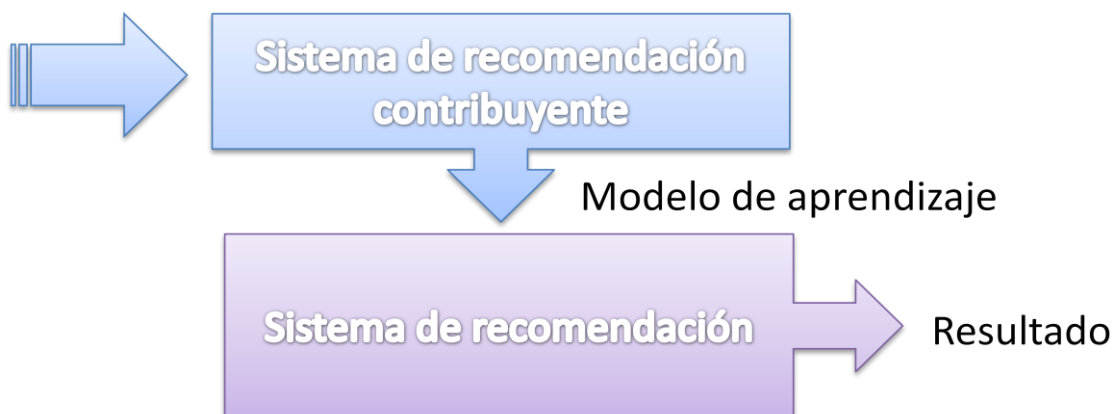 Sistema de recomendación
contribuyente
Modelo de aprendizaje
Sistema de recomendación
Resultado